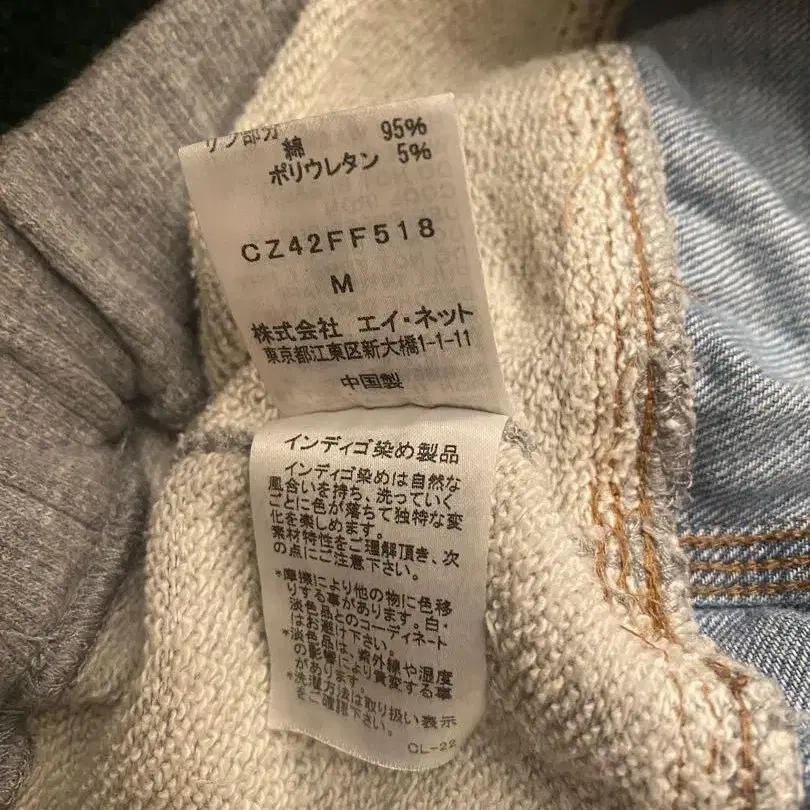 リブ部分
綿 95%
ポリウレタン 5%
CZ42FF518
M
株式会社 エイ・ネット
東京都江東区新大橋1-1-11
中国製
インディゴ染め製品
インディゴ染めは自然な
風合いを持ち、洗っていく
ごとに色が落ちて独特な変
化を楽しめます。
素材特性をご理解頂き、次
の点にご注意下さい。
*摩擦により他の物に色移
りする事があります。白・
淡色品とのコーディネート
はお避け下さい。
*淡色品は、紫外線や湿度
の影響により黄変する事
があります。
*洗濯方法は取り扱い表示
をご確認下さい。
CL-22